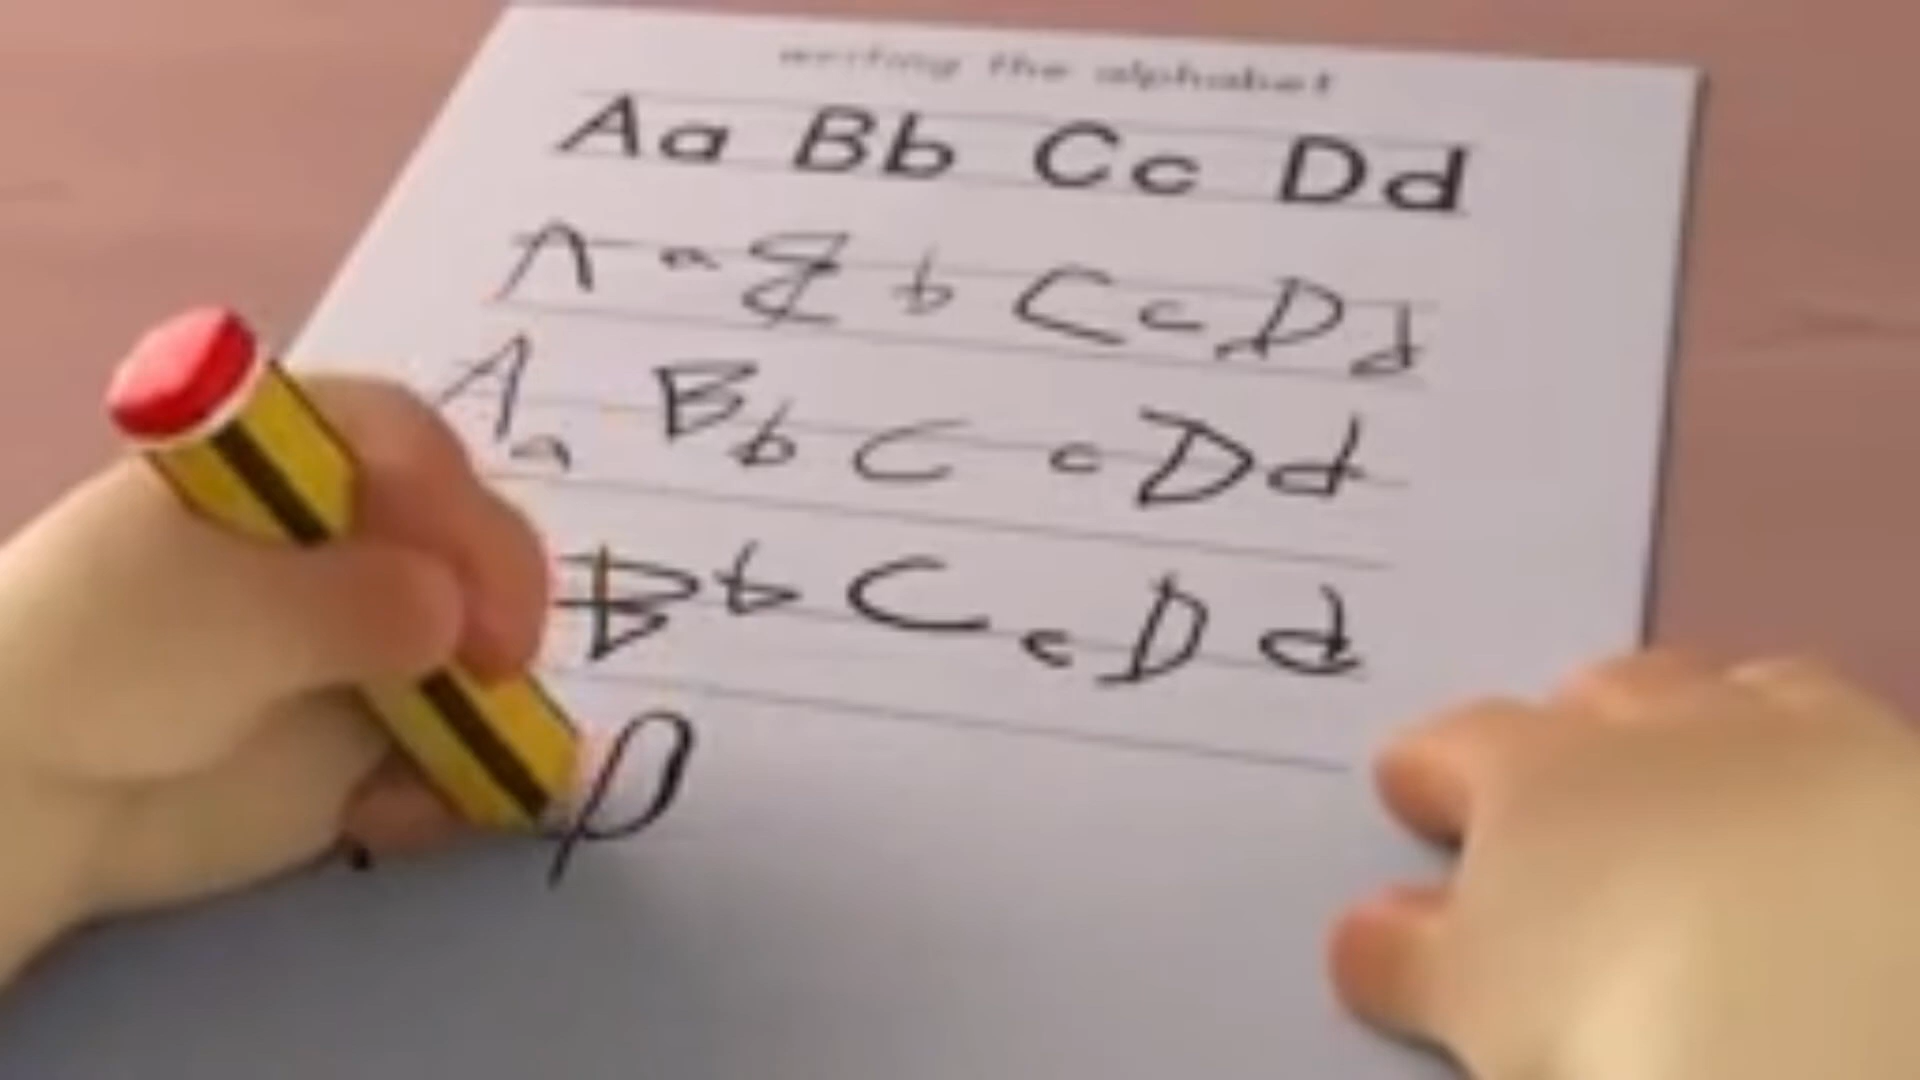 writing the alphabet
Aa Bb Cc Dd
A a B b C c D d
A a B b C c D d
B b C c D d